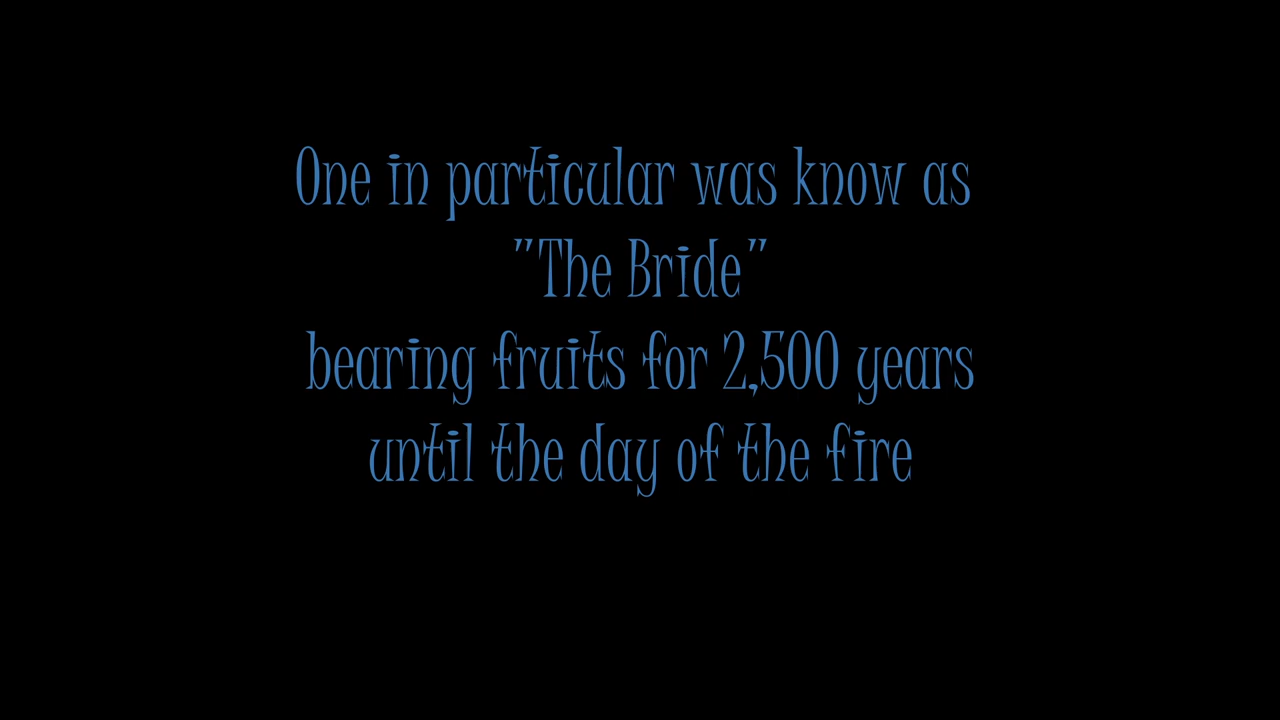 One in particular was know as
"The Bride"
bearing fruits for 2,500 years
until the day of the fire